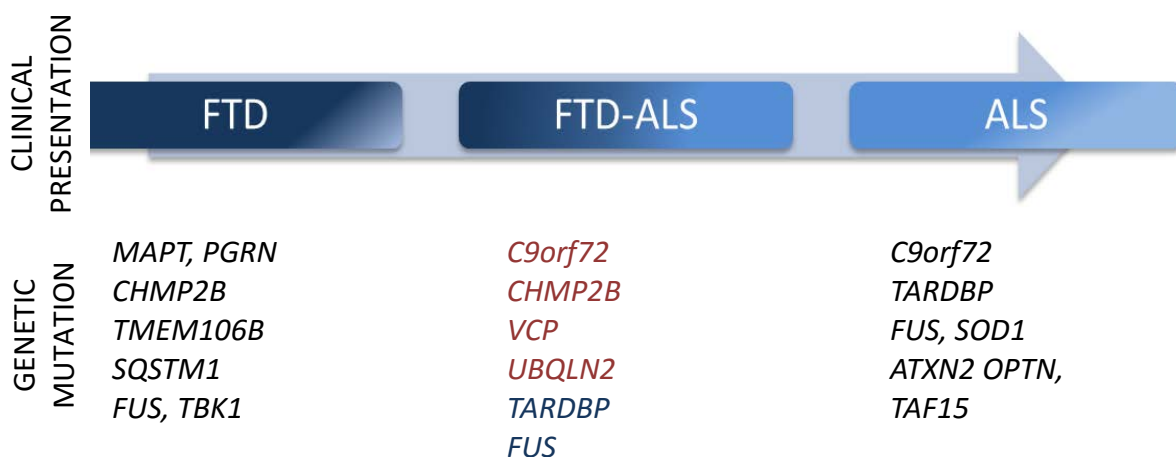 CLINICAL
PRESENTATION
FTD
FTD-ALS
ALS
GENETIC
MUTATION
MAPT, PGRN
CHMP2B
TMEM106B
SQSTM1
FUS, TBK1
C9orf72
CHMP2B
VCP
UBQLN2
TARDBP
FUS
C9orf72
TARDBP
FUS, SOD1
ATXN2 OPTN,
TAF15